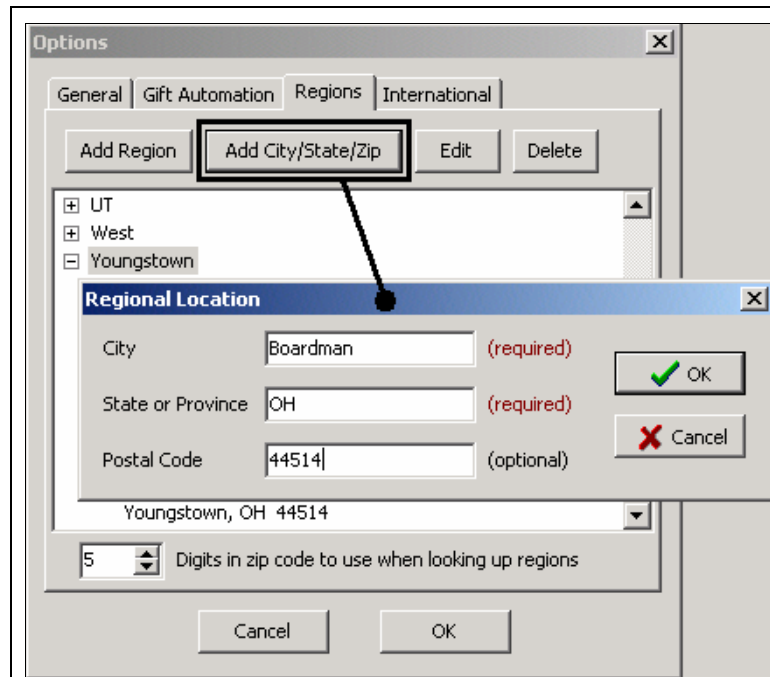 Options
General Gift Automation Regions International
Add Region Add City/State/Zip Edit Delete
UT
West
Youngstown
Regional Location
City Boardman (required)
OK
State or Province OH (required)
Cancel
Postal Code 44514 (optional)
Youngstown, OH 44514
5 Digits in zip code to use when looking up regions
Cancel OK